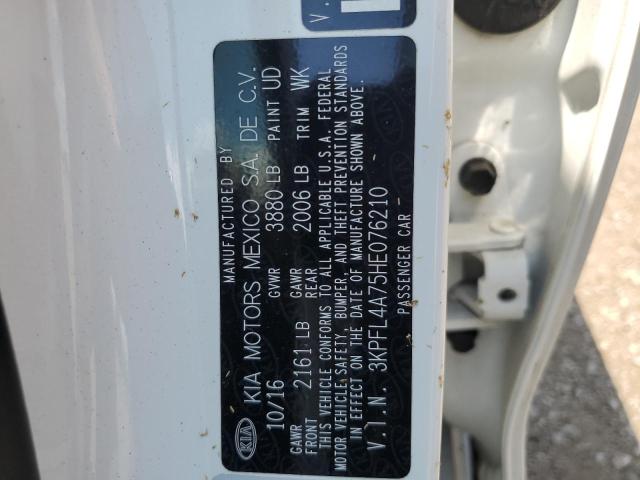 MANUFACTURED BY
KIA KIA MOTORS MEXICO S.A. DE C.V.
10/16 GVWR 3880 LB PAINT UD
GAWR FRONT 2161 LB GAWR REAR 2006 LB TRIM WK
THIS VEHICLE CONFORMS TO ALL APPLICABLE U.S.A. FEDERAL
MOTOR VEHICLE SAFETY, BUMPER, AND THEFT PREVENTION STANDARDS
IN EFFECT ON THE DATE OF MANUFACTURE SHOWN ABOVE.
V.I.N. 3KPFL4A75HE076210
PASSENGER CAR
V.